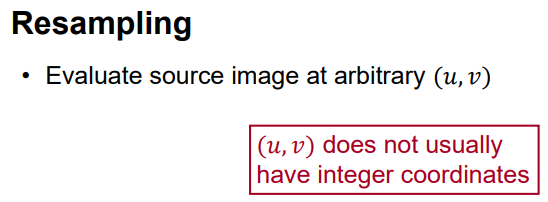 Resampling
• Evaluate source image at arbitrary (u, v)
(u, v) does not usually
have integer coordinates